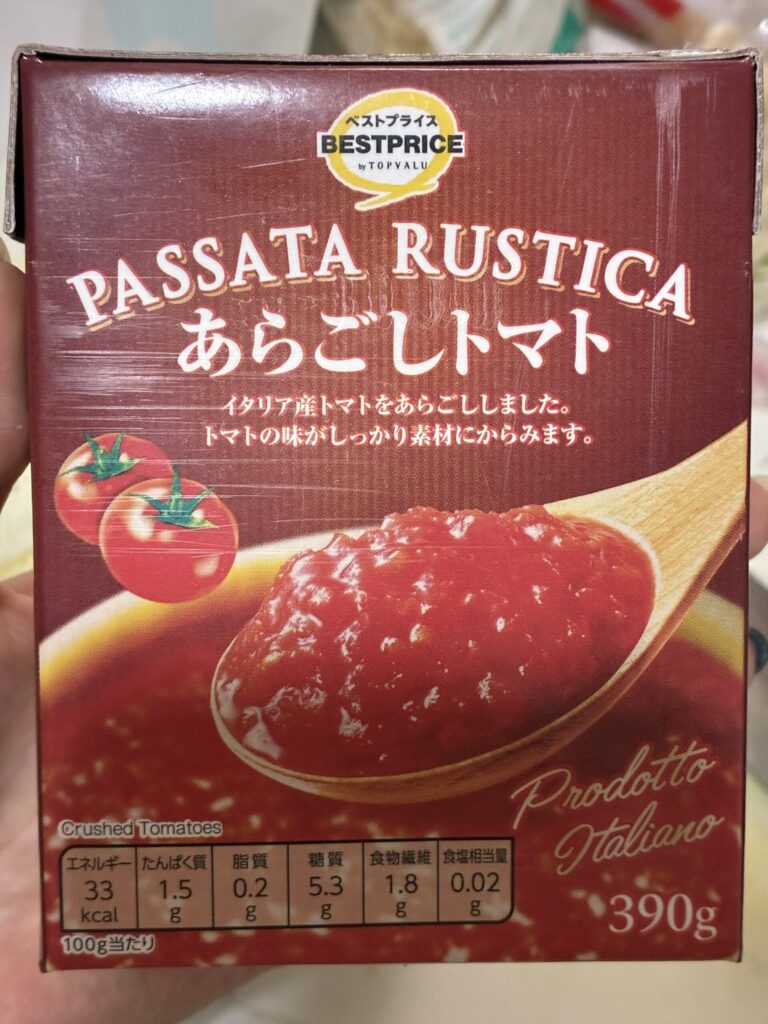 ベストプライス
BESTPRICE
by TOPVALU
PASSATA RUSTICA
あらごしトマト
イタリア産トマトをあらごししました。
トマトの味がしっかり素材にからみます。
Prodotto
Italiano
Crushed Tomatoes
エネルギー たんぱく質 脂質 糖質 食物繊維 食塩相当量
33 1.5 0.2 5.3 1.8 0.02
kcal g g g g g
100g当たり
390g